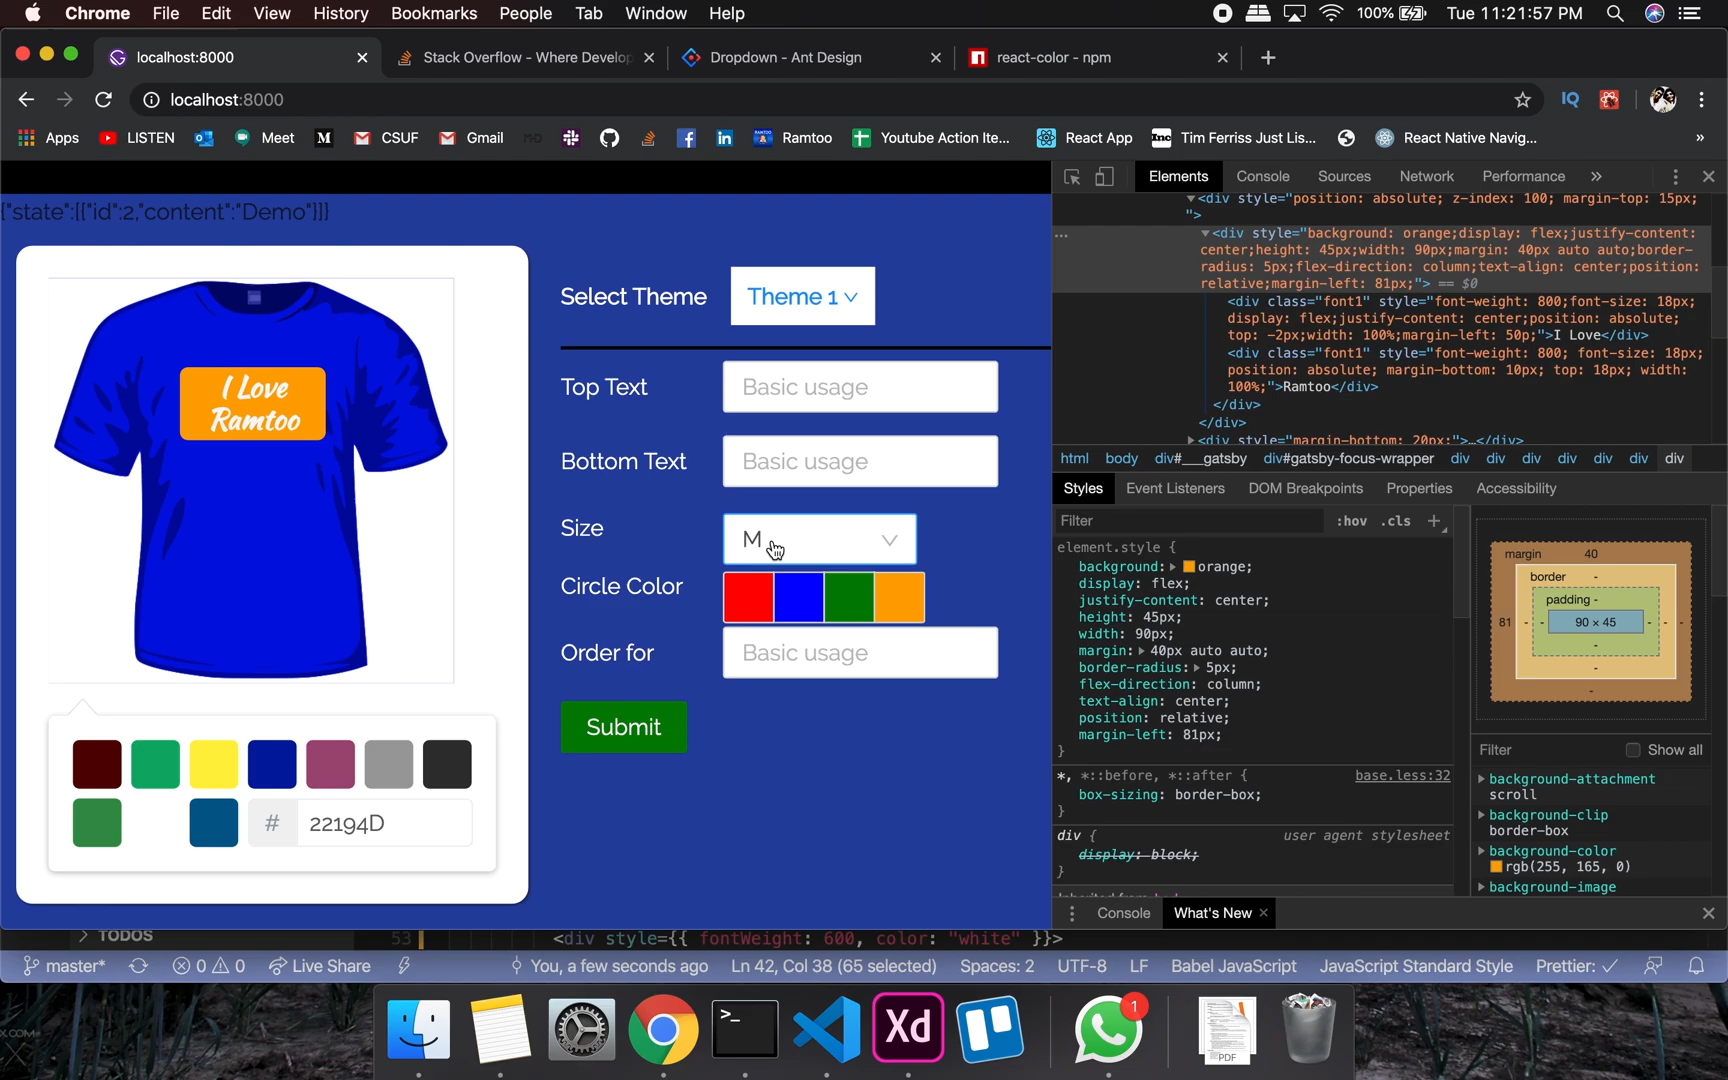 Chrome File Edit View History Bookmarks People Tab Window Help 100% Tue 11:21:57 PM
localhost:8000 Stack Overflow - Where Develop Dropdown - Ant Design react-color - npm
localhost:8000 IQ
Apps LISTEN Meet M CSUF Gmail Ramtoo Youtube Action Ite... React App Inc Tim Ferriss Just Lis... React Native Navig... »
Elements Console Sources Network Performance »
{"state":[{"id":2,"content":"Demo"}]}
Select Theme Theme 1
Top Text Basic usage
Bottom Text Basic usage
Size M
Circle Color
Order for Basic usage
Submit
I Love
Ramtoo
# 22194D
▼<div style="position: absolute; z-index: 100; margin-top: 15px;
">
... ▼<div style="background: orange;display: flex;justify-content:
center;height: 45px;width: 90px;margin: 40px auto auto;border-
radius: 5px;flex-direction: column;text-align: center;position:
relative;margin-left: 81px;"> == $0
<div class="font1" style="font-weight: 800;font-size: 18px;
display: flex;justify-content: center;position: absolute;
top: -2px;width: 100%;margin-left: 50p;">I Love</div>
<div class="font1" style="font-weight: 800; font-size: 18px;
position: absolute; margin-bottom: 10px; top: 18px; width:
100%;">Ramtoo</div>
</div>
</div>
▶<div style="margin-bottom: 20px;">…</div>
html body div#___gatsby div#gatsby-focus-wrapper div div div div div div div
Styles Event Listeners DOM Breakpoints Properties Accessibility
Filter :hov .cls +
element.style {
background:▶ orange;
display: flex;
justify-content: center;
height: 45px;
width: 90px;
margin:▶ 40px auto auto;
border-radius:▶ 5px;
flex-direction: column;
text-align: center;
position: relative;
margin-left: 81px;
}
*, *::before, *::after { base.less:32
box-sizing: border-box;
}
div { user agent stylesheet
display: block;
}
margin 40
border -
padding -
81 - - 90 × 45 - - -
-
-
-
Filter Show all
▶background-attachment
scroll
▶background-clip
border-box
▶background-color
rgb(255, 165, 0)
▶background-image
Console What's New
> TODOS 53 <div style={{ fontWeight: 600, color: "white" }}>
master* 0 0 Live Share You, a few seconds ago Ln 42, Col 38 (65 selected) Spaces: 2 UTF-8 LF Babel JavaScript JavaScript Standard Style Prettier: ✓
>_ Xd 1 PDF